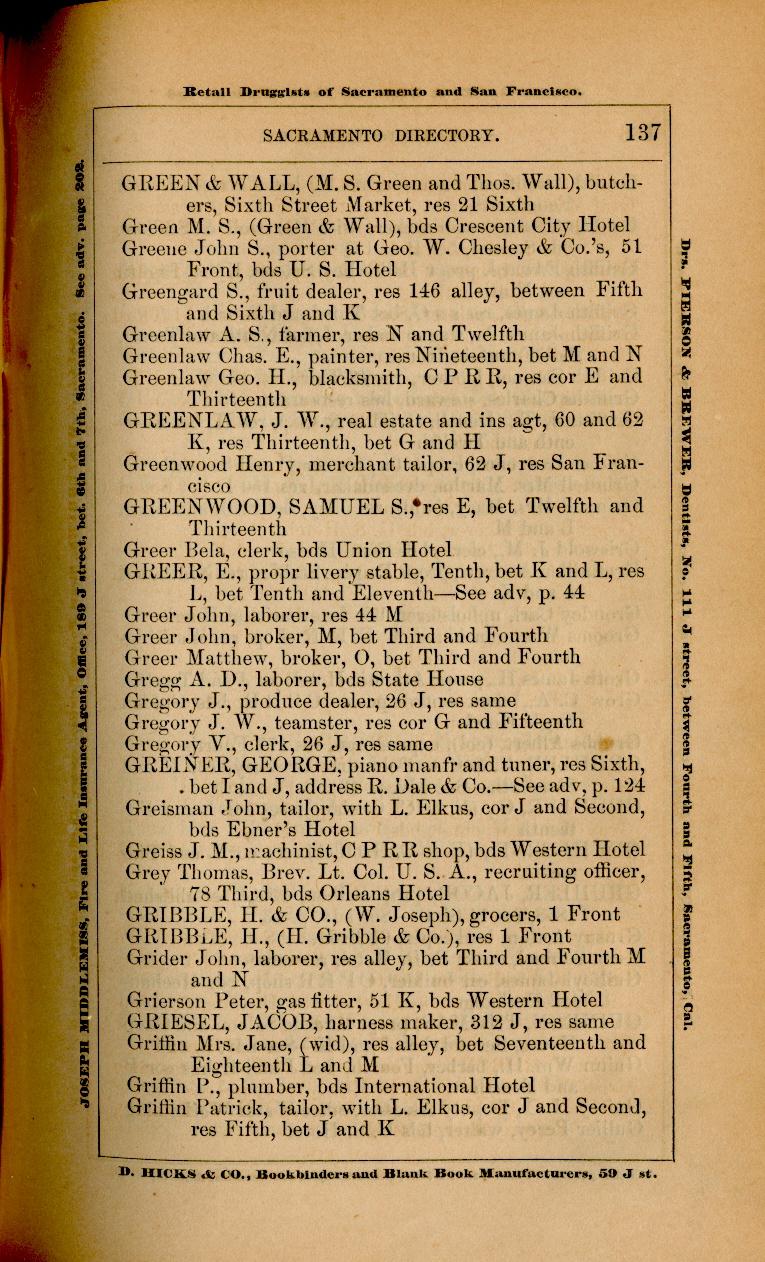 Retail Druggists of Sacramento and San Francisco.
SACRAMENTO DIRECTORY. 137
GREEN & WALL, (M. S. Green and Thos. Wall), butch-
ers, Sixth Street Market, res 21 Sixth
Green M. S., (Green & Wall), bds Crescent City Hotel
Greene John S., porter at Geo. W. Chesley & Co.'s, 51
Front, bds U. S. Hotel
Greengard S., fruit dealer, res 146 alley, between Fifth
and Sixth J and K
Greenlaw A. S., farmer, res N and Twelfth
Greenlaw Chas. E., painter, res Nineteenth, bet M and N
Greenlaw Geo. H., blacksmith, C P R R, res cor E and
Thirteenth
GREENLAW, J. W., real estate and ins agt, 60 and 62
K, res Thirteenth, bet G and H
Greenwood Henry, merchant tailor, 62 J, res San Fran-
cisco
GREENWOOD, SAMUEL S., res E, bet Twelfth and
Thirteenth
Greer Bela, clerk, bds Union Hotel
GREER, E., propr livery stable, Tenth, bet K and L, res
L, bet Tenth and Eleventh—See adv, p. 44
Greer John, laborer, res 44 M
Greer John, broker, M, bet Third and Fourth
Greer Matthew, broker, O, bet Third and Fourth
Gregg A. D., laborer, bds State House
Gregory J., produce dealer, 26 J, res same
Gregory J. W., teamster, res cor G and Fifteenth
Gregory V., clerk, 26 J, res same
GREINER, GEORGE, piano manfr and tuner, res Sixth,
bet I and J, address R. Dale & Co.—See adv, p. 124
Greisman John, tailor, with L. Elkus, cor J and Second,
bds Ebner's Hotel
Greiss J. M., machinist, C P R R shop, bds Western Hotel
Grey Thomas, Brev. Lt. Col. U. S. A., recruiting officer,
78 Third, bds Orleans Hotel
GRIBBLE, H. & CO., (W. Joseph), grocers, 1 Front
GRIBBLE, H., (H. Gribble & Co.), res 1 Front
Grider John, laborer, res alley, bet Third and Fourth M
and N
Grierson Peter, gas fitter, 51 K, bds Western Hotel
GRIESEL, JACOB, harness maker, 312 J, res same
Griffin Mrs. Jane, (wid), res alley, bet Seventeenth and
Eighteenth L and M
Griffin P., plumber, bds International Hotel
Griffin Patrick, tailor, with L. Elkus, cor J and Second,
res Fifth, bet J and K
D. HICKS & CO., Bookbinders and Blank Book Manufacturers, 59 J st.
JOSEPH MIDDLEMISS, Fire and Life Insurance Agent, Office, 189 J street, bet. 6th and 7th, Sacramento. See adv. page 202.
Drs. PIERSON & BREWER, Dentists, No. 111 J street, between Fourth and Fifth, Sacramento, Cal.